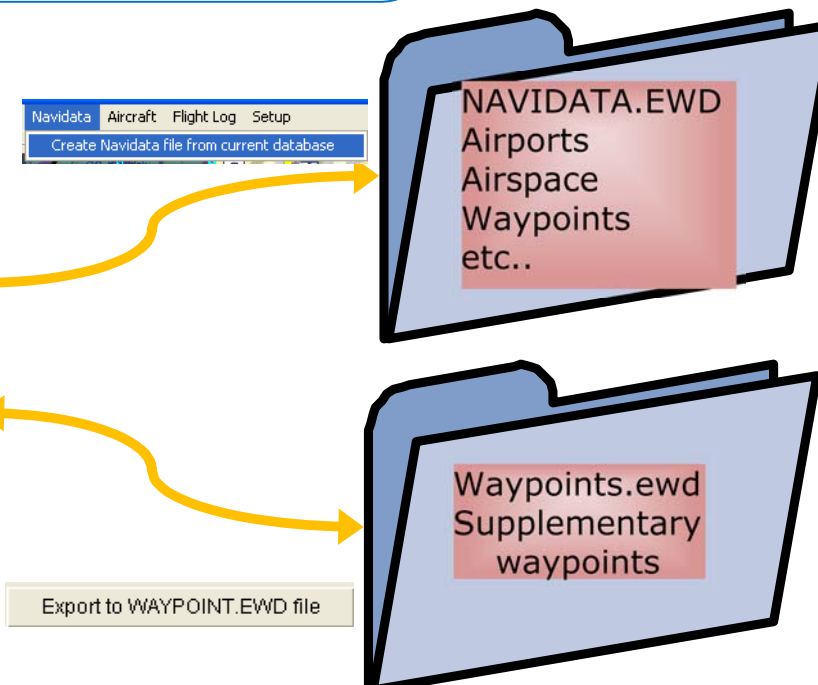 Navidata Aircraft Flight Log Setup
Create Navidata file from current database
NAVIDATA.EWD
Airports
Airspace
Waypoints
etc..
Waypoints.ewd
Supplementary
waypoints
Export to WAYPOINT.EWD file